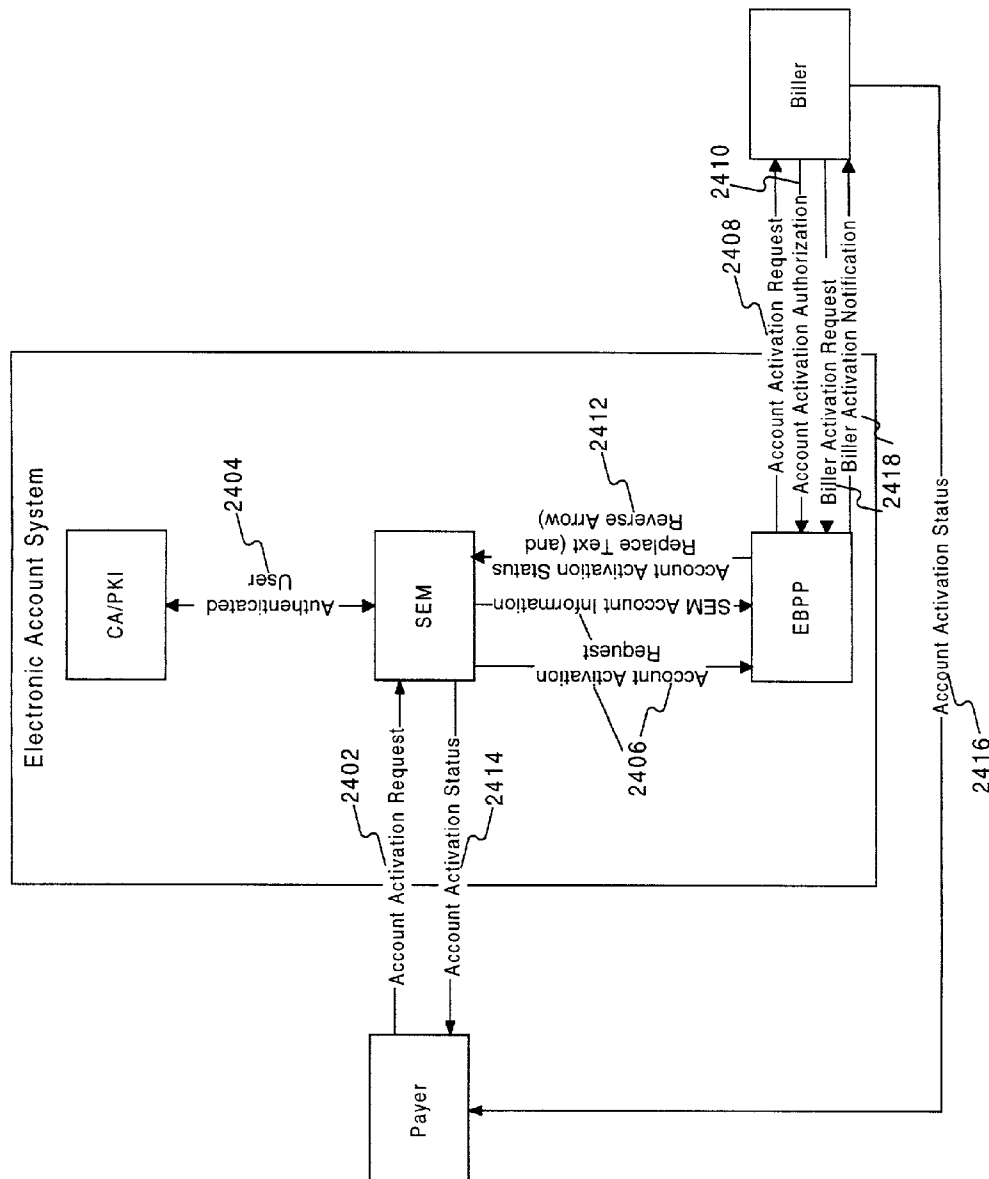 Electronic Account System
CA/PKI
2404
Authenticated
User
Payer
2402
Account Activation Request
Account Activation Status
2414
SEM
Account Activation
Request
2406
SEM Account Information
Account Activation Status
Replace Text (and
Reverse Arrow)
2412
EBPP
2408
2410
Account Activation Request
Account Activation Authorization
Biller Activation Request
Biller Activation Notification
2418
Biller
Account Activation Status
2416